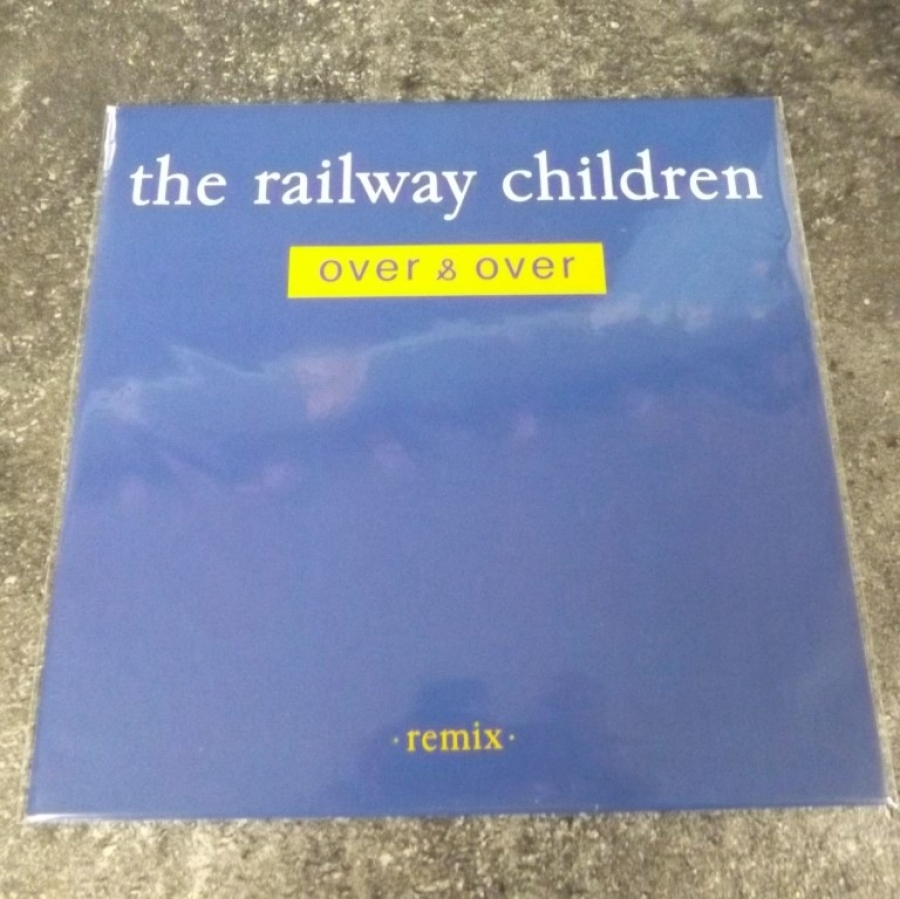 the railway children
over & over
·remix·